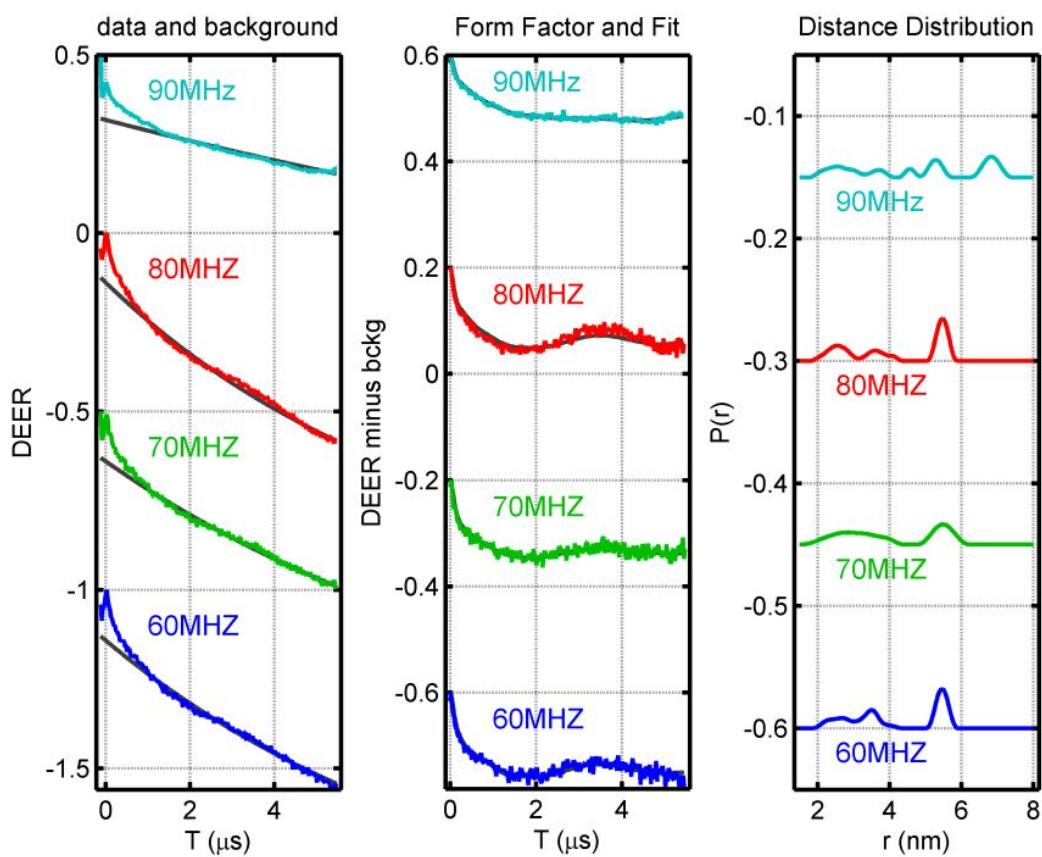 data and background
DEER
0.5
0
-0.5
-1
-1.5
90MHz
80MHZ
70MHZ
60MHZ
0
2
4
T (μs)
Form Factor and Fit
DEER minus bckg
0.6
0.4
0.2
0
-0.2
-0.4
-0.6
90MHz
80MHZ
70MHZ
60MHZ
0
2
4
T (μs)
Distance Distribution
P(r)
-0.1
-0.2
-0.3
-0.4
-0.5
-0.6
90MHz
80MHZ
70MHZ
60MHZ
2
4
6
8
r (nm)